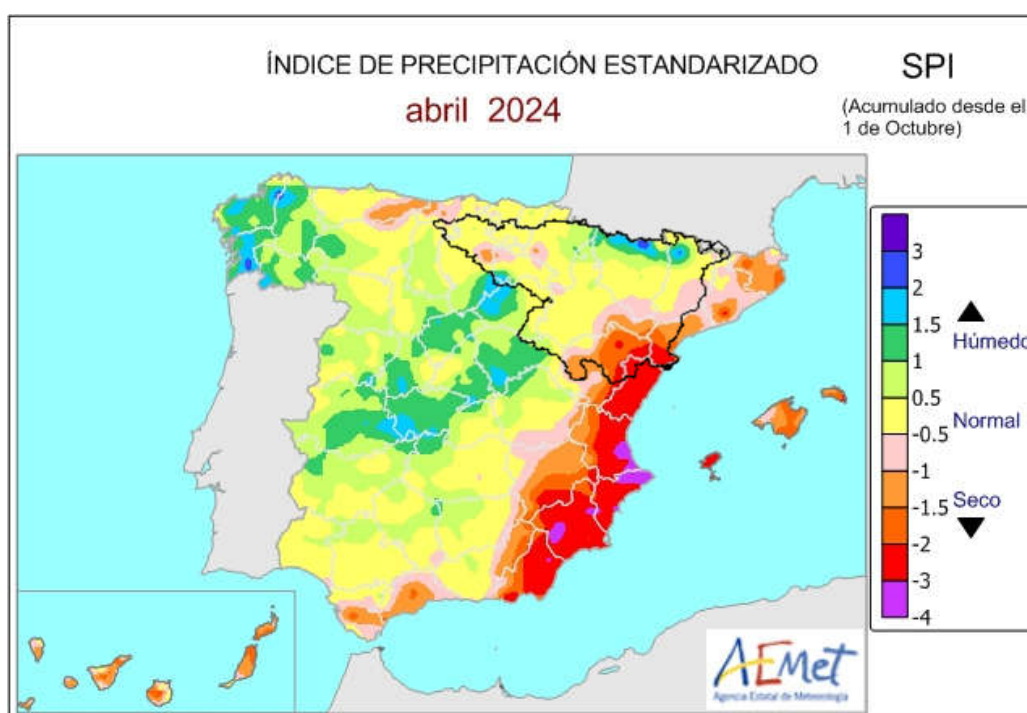 ÍNDICE DE PRECIPITACIÓN ESTANDARIZADO
SPI
abril 2024
(Acumulado desde el
1 de Octubre)
3
2
1.5
Húmedo
1
0.5
Normal
-0.5
-1
Seco
-1.5
-2
-3
-4
AEMet
Agencia Estatal de Meteorología